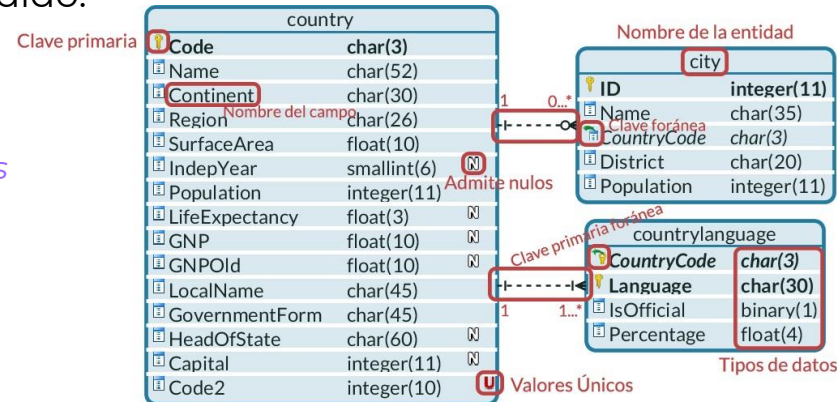 dido.
s
Clave primaria
country
Code char(3)
Name char(52)
Continent char(30)
Nombre del campo
Region char(26)
SurfaceArea float(10)
IndepYear smallint(6) N
Admite nulos
Population integer(11)
LifeExpectancy float(3) N
GNP float(10) N
GNPOld float(10) N
LocalName char(45)
GovernmentForm char(45)
HeadOfState char(60) N
Capital integer(11) N
Code2 integer(10) U
Valores Únicos
1 0...*
1 1...*
Nombre de la entidad
city
ID integer(11)
Name char(35)
Clave foránea
CountryCode char(3)
District char(20)
Population integer(11)
Clave primaria foránea
countrylanguage
CountryCode char(3)
Language char(30)
IsOfficial binary(1)
Percentage float(4)
Tipos de datos